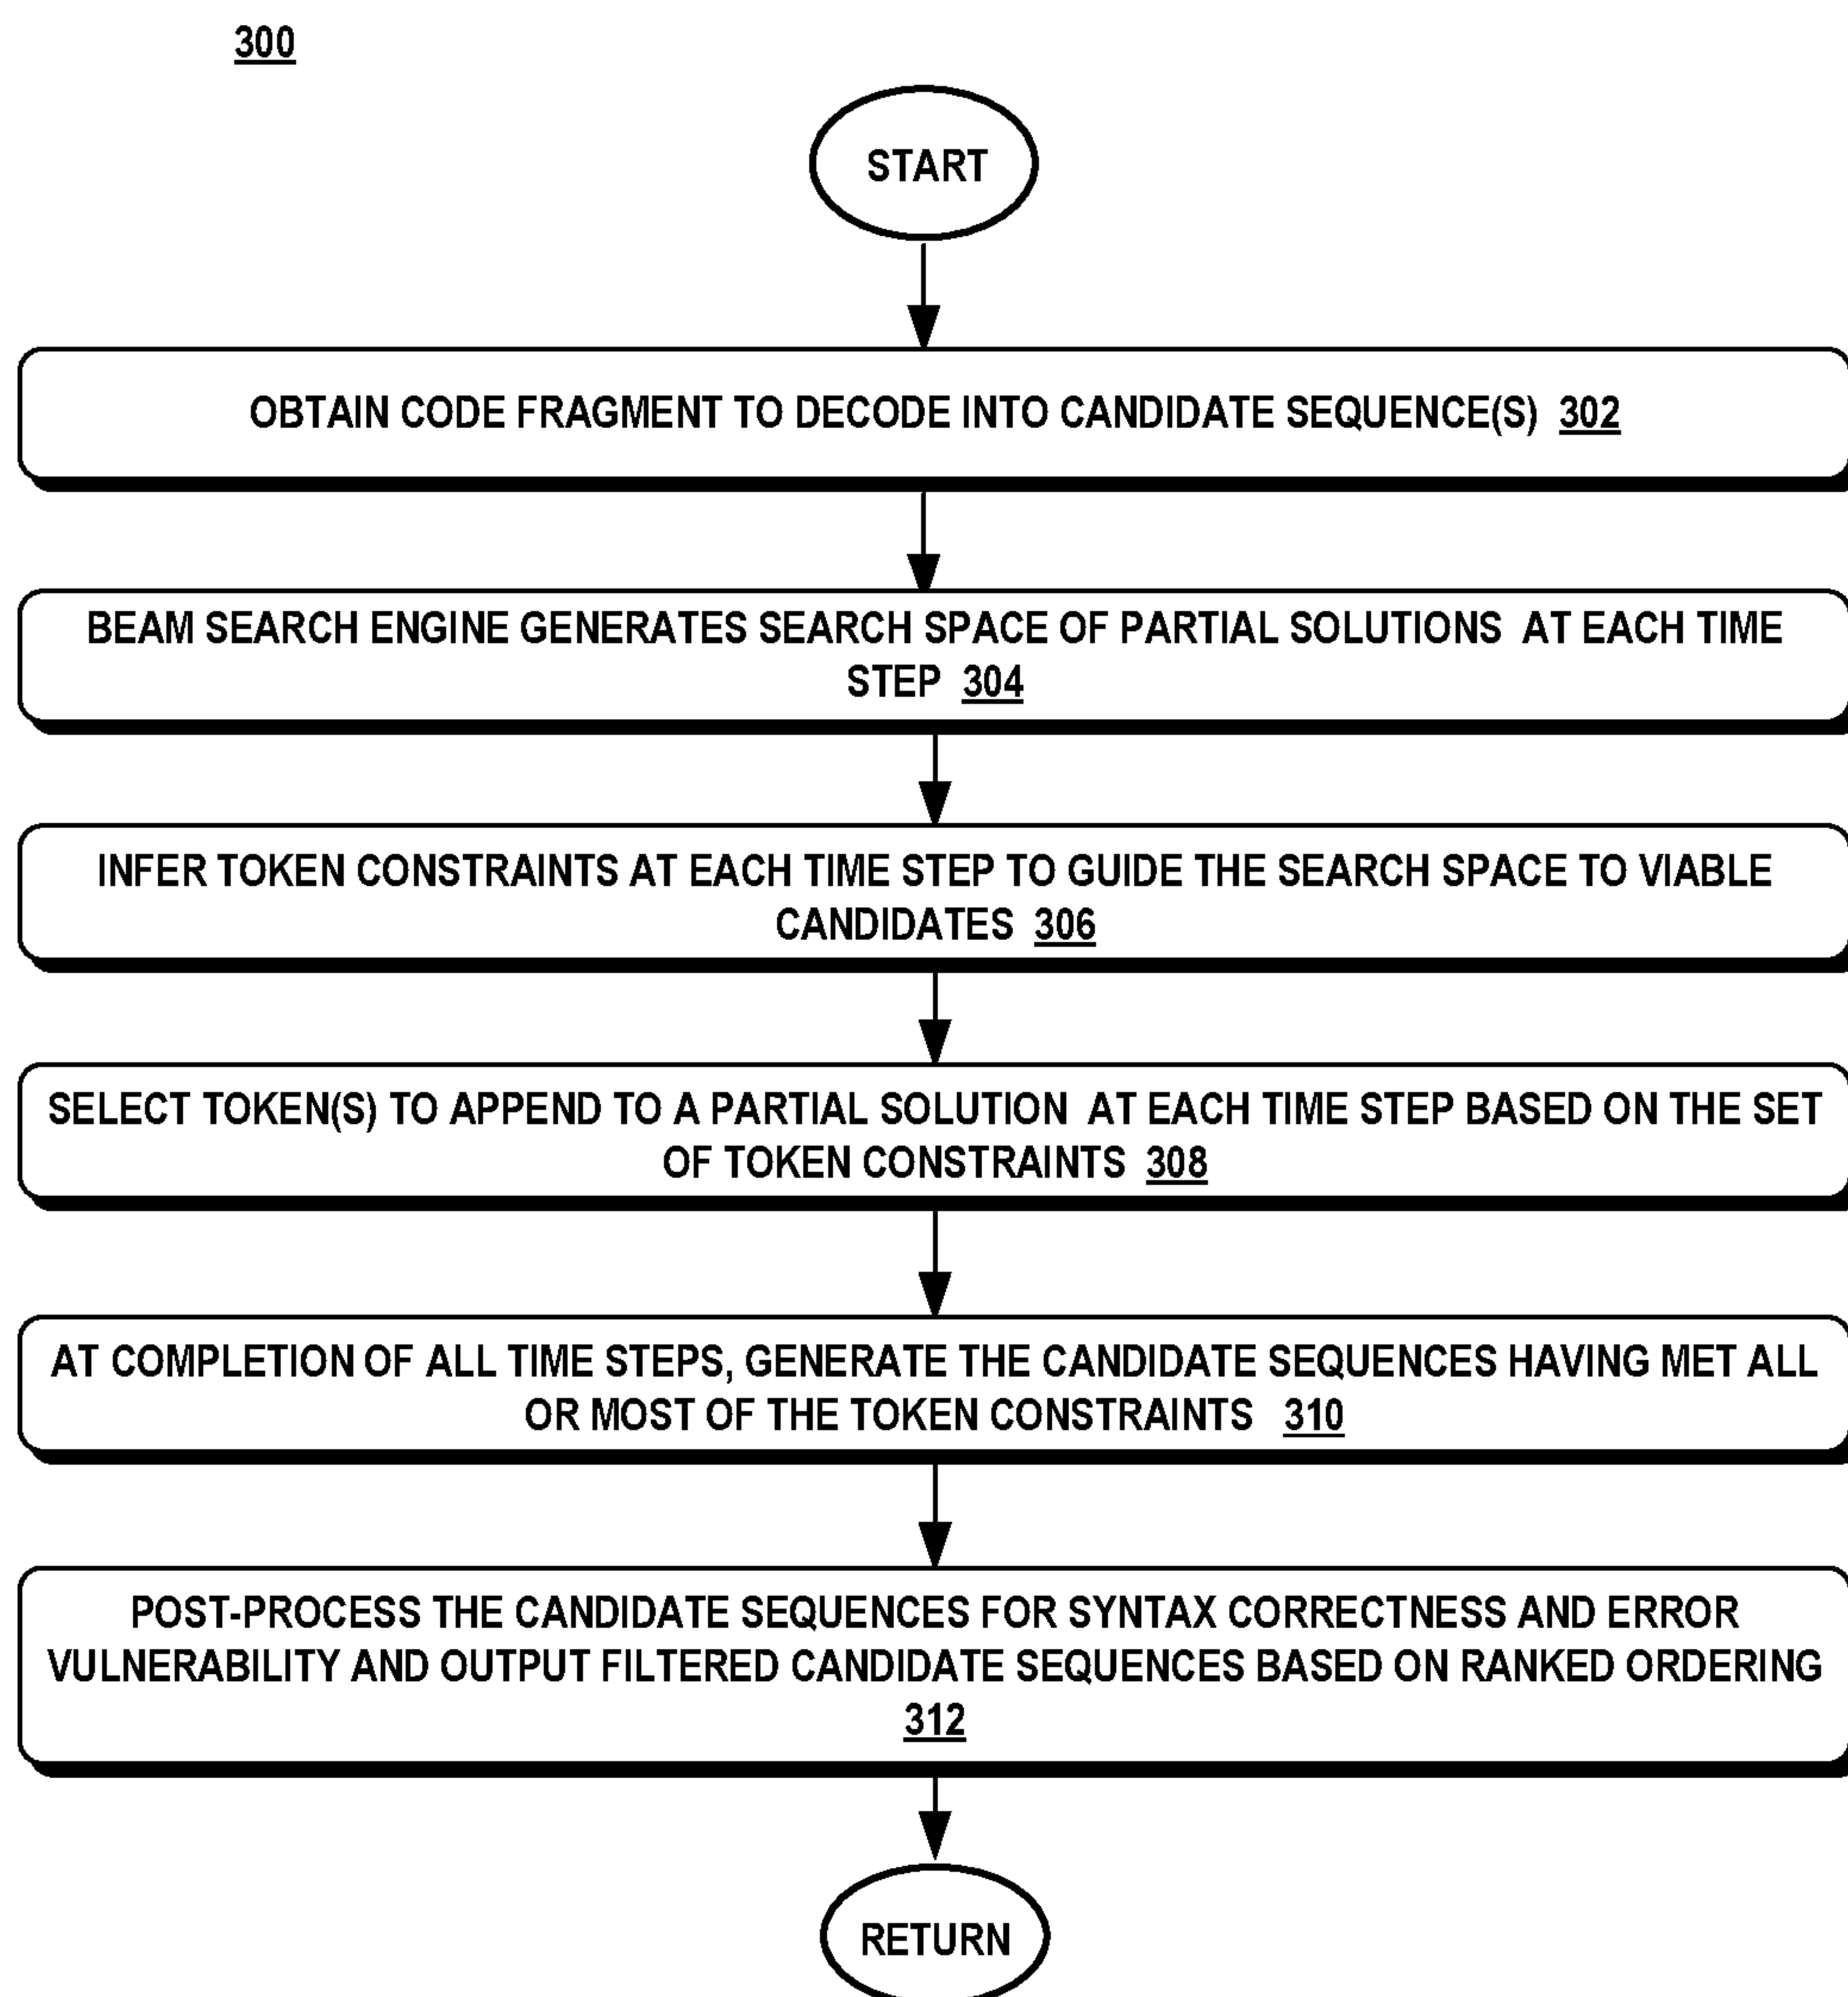 300
START
OBTAIN CODE FRAGMENT TO DECODE INTO CANDIDATE SEQUENCE(S) 302
BEAM SEARCH ENGINE GENERATES SEARCH SPACE OF PARTIAL SOLUTIONS AT EACH TIME
STEP 304
INFER TOKEN CONSTRAINTS AT EACH TIME STEP TO GUIDE THE SEARCH SPACE TO VIABLE
CANDIDATES 306
SELECT TOKEN(S) TO APPEND TO A PARTIAL SOLUTION AT EACH TIME STEP BASED ON THE SET
OF TOKEN CONSTRAINTS 308
AT COMPLETION OF ALL TIME STEPS, GENERATE THE CANDIDATE SEQUENCES HAVING MET ALL
OR MOST OF THE TOKEN CONSTRAINTS 310
POST-PROCESS THE CANDIDATE SEQUENCES FOR SYNTAX CORRECTNESS AND ERROR
VULNERABILITY AND OUTPUT FILTERED CANDIDATE SEQUENCES BASED ON RANKED ORDERING
312
RETURN